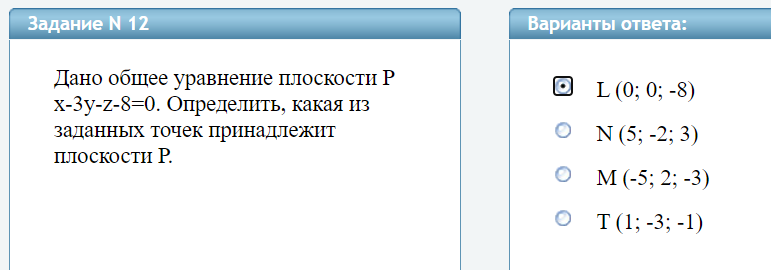 Задание N 12
Дано общее уравнение плоскости P
x-3y-z-8=0. Определить, какая из
заданных точек принадлежит
плоскости P.
Варианты ответа:
L (0; 0; -8)
N (5; -2; 3)
M (-5; 2; -3)
T (1; -3; -1)